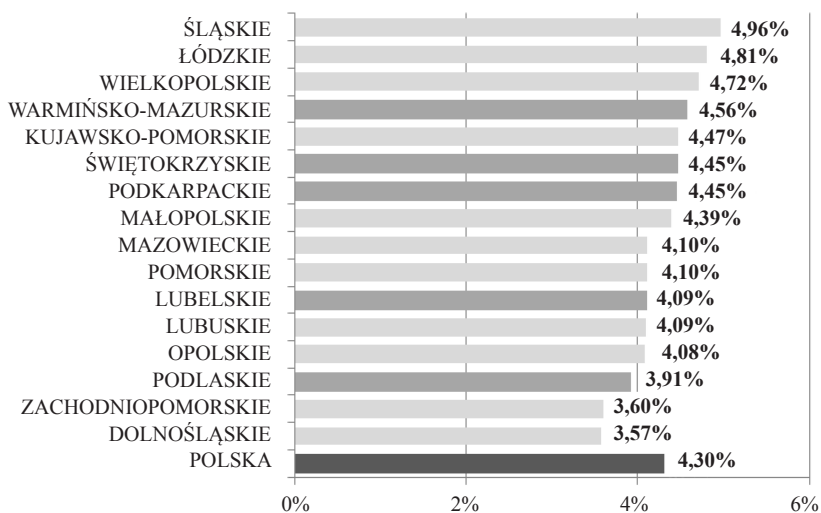 ŚLĄSKIE 4,96%
ŁÓDZKIE 4,81%
WIELKOPOLSKIE 4,72%
WARMIŃSKO-MAZURSKIE 4,56%
KUJAWSKO-POMORSKIE 4,47%
ŚWIĘTOKRZYSKIE 4,45%
PODKARPACKIE 4,45%
MAŁOPOLSKIE 4,39%
MAZOWIECKIE 4,10%
POMORSKIE 4,10%
LUBELSKIE 4,09%
LUBUSKIE 4,09%
OPOLSKIE 4,08%
PODLASKIE 3,91%
ZACHODNIOPOMORSKIE 3,60%
DOLNOŚLĄSKIE 3,57%
POLSKA 4,30%
0% 2% 4% 6%